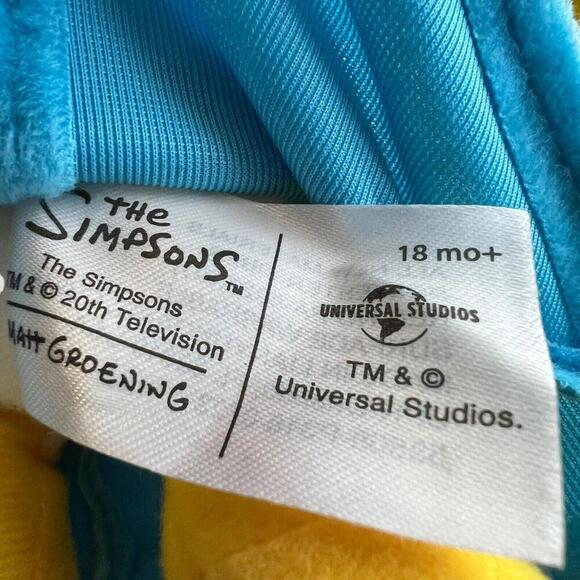 THE
SIMPSONS™
The Simpsons
TM & © 20th Television
MATT GROENING
18 mo+
UNIVERSAL STUDIOS
TM & ©
Universal Studios.